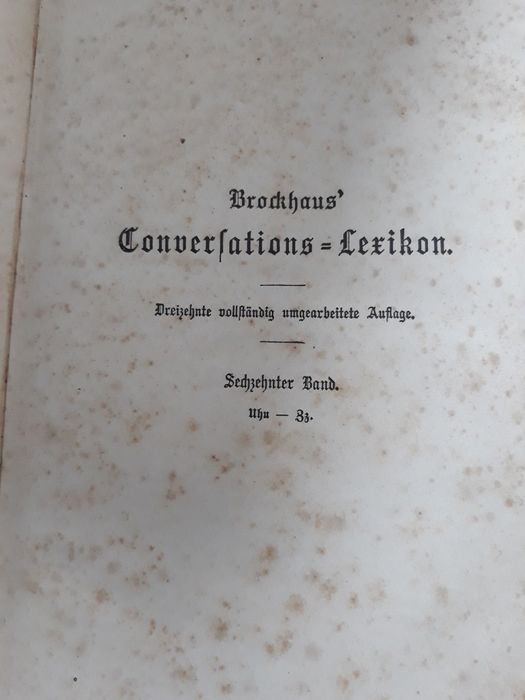 Brockhaus’
Converſations=Lexikon.
Dreizehnte vollſtändig umgearbeitete Auflage.
Sechzehnter Band.
Uhu — Zz.